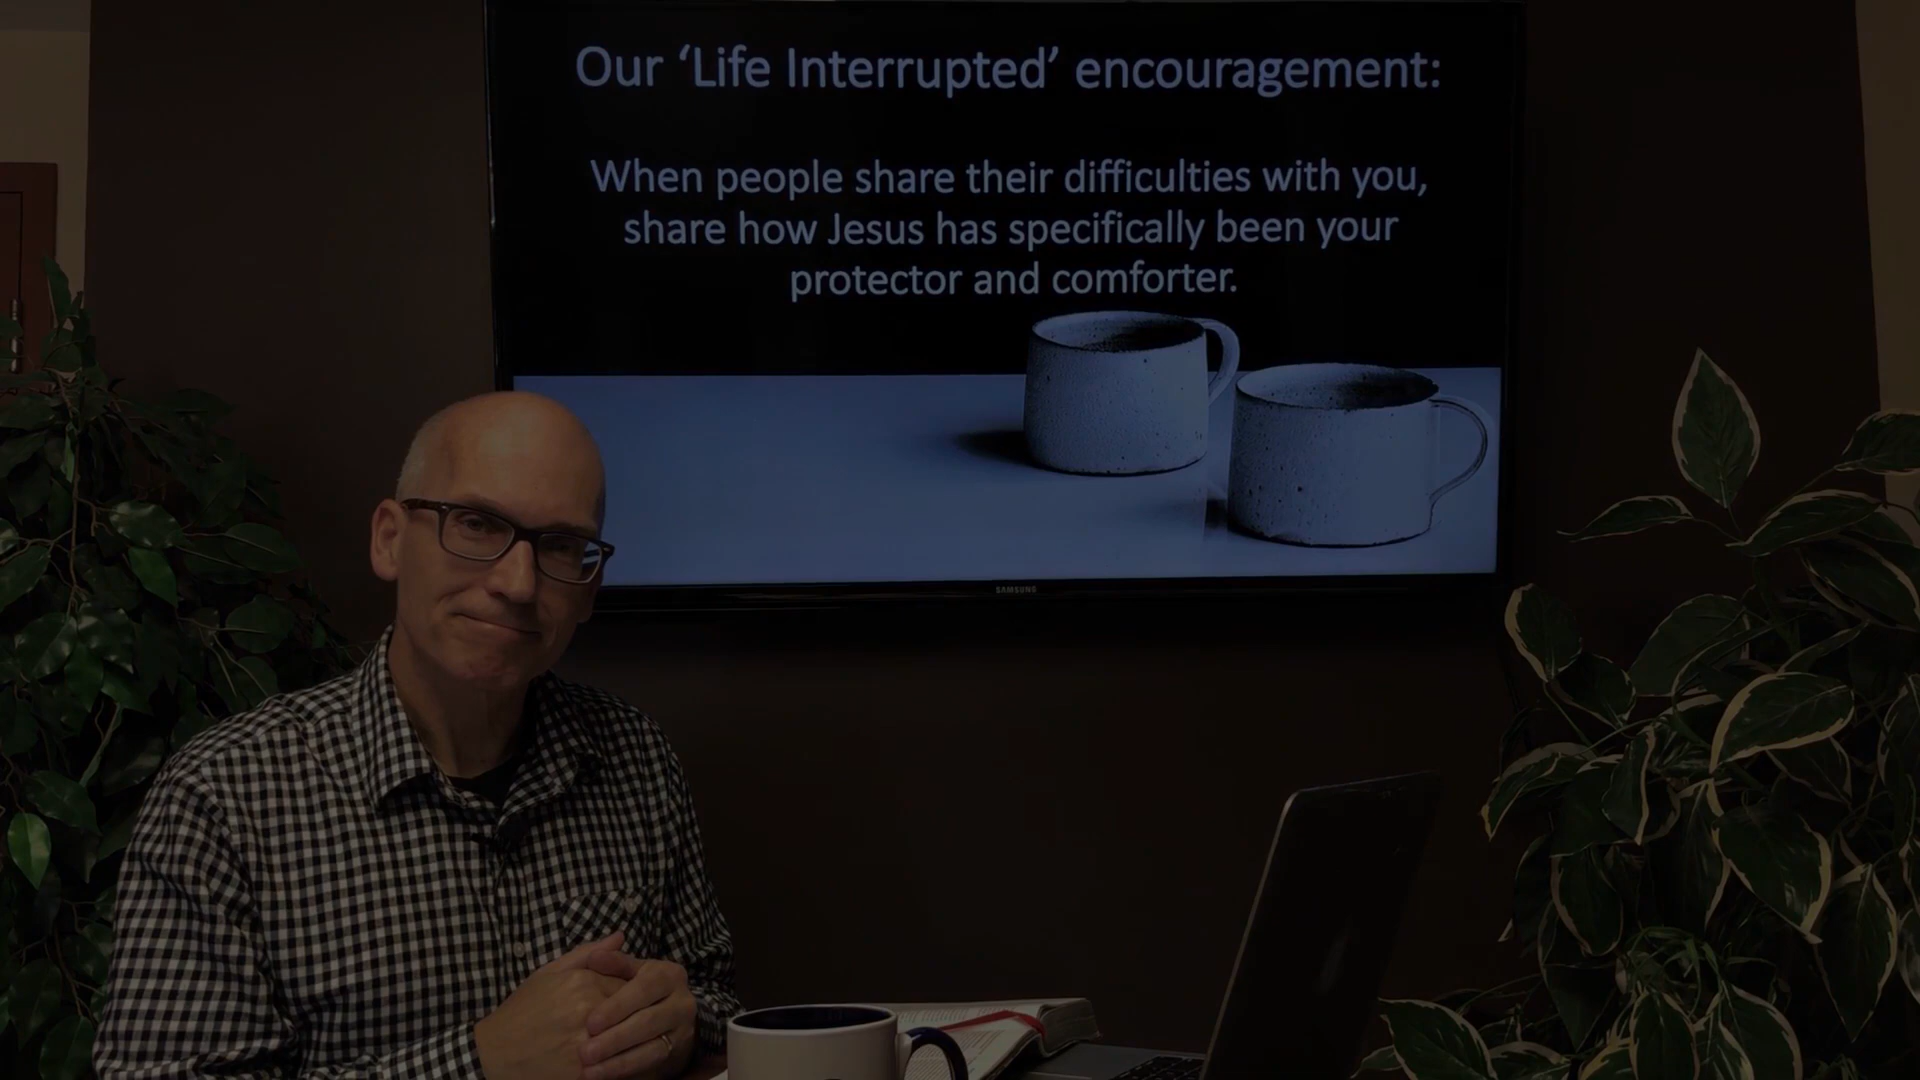 Our ‘Life Interrupted’ encouragement:
When people share their difficulties with you,
share how Jesus has specifically been your
protector and comforter.
SAMSUNG